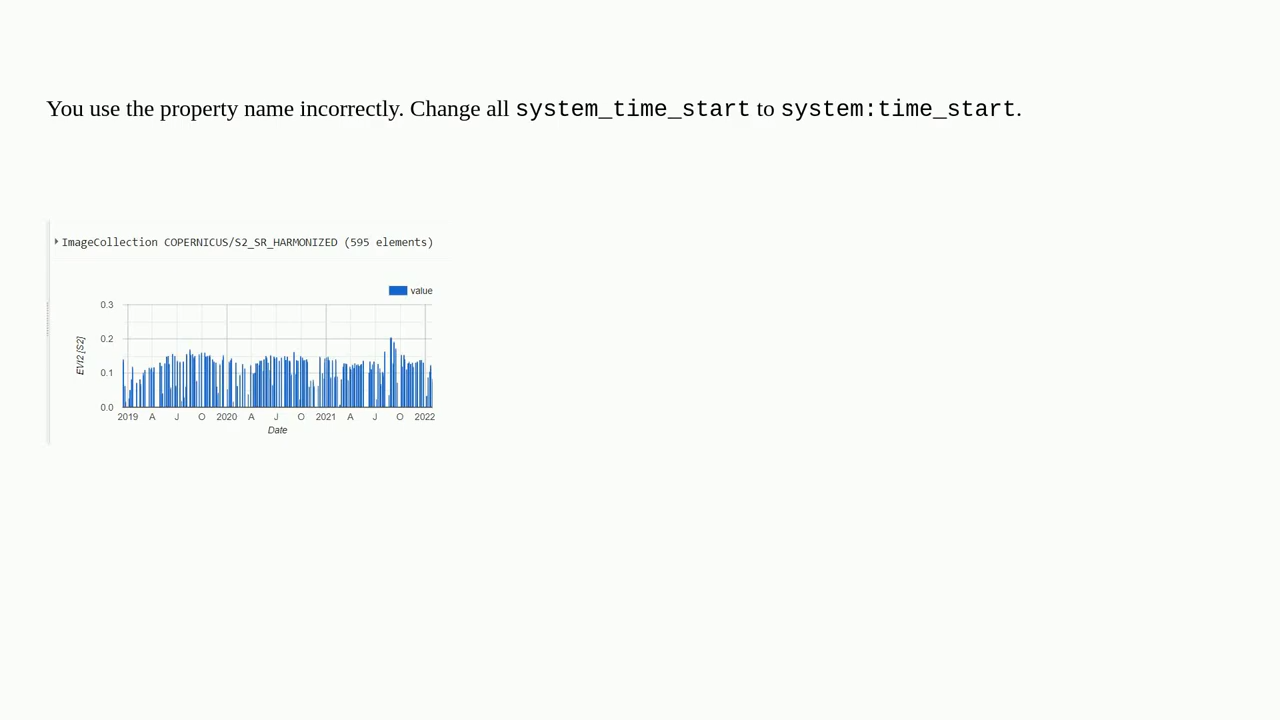 You use the property name incorrectly. Change all system_time_start to system:time_start.
ImageCollection COPERNICUS/S2_SR_HARMONIZED (595 elements)
value
0.3
0.2
0.1
0.0
EVI2 [S2]
2019 A J O 2020 A J O 2021 A J O 2022
Date